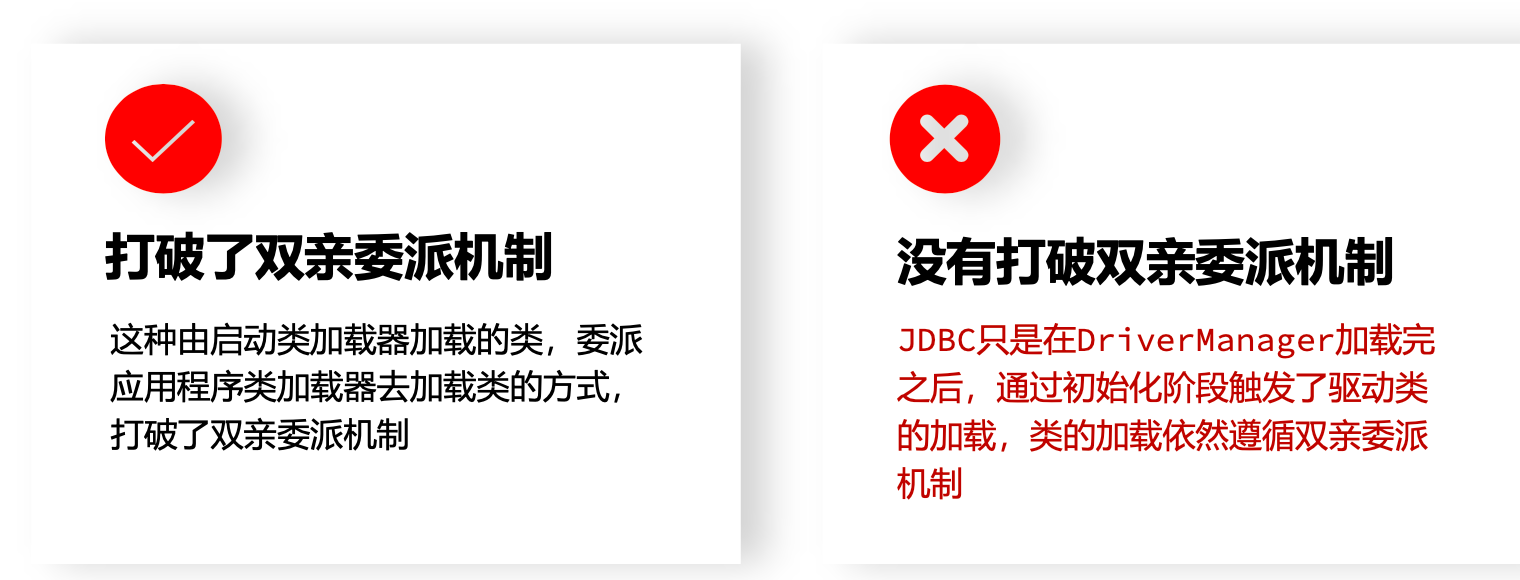 打破了双亲委派机制
这种由启动类加载器加载的类，委派
应用程序类加载器去加载类的方式，
打破了双亲委派机制
没有打破双亲委派机制
JDBC只是在DriverManager加载完
之后，通过初始化阶段触发了驱动类
的加载，类的加载依然遵循双亲委派
机制